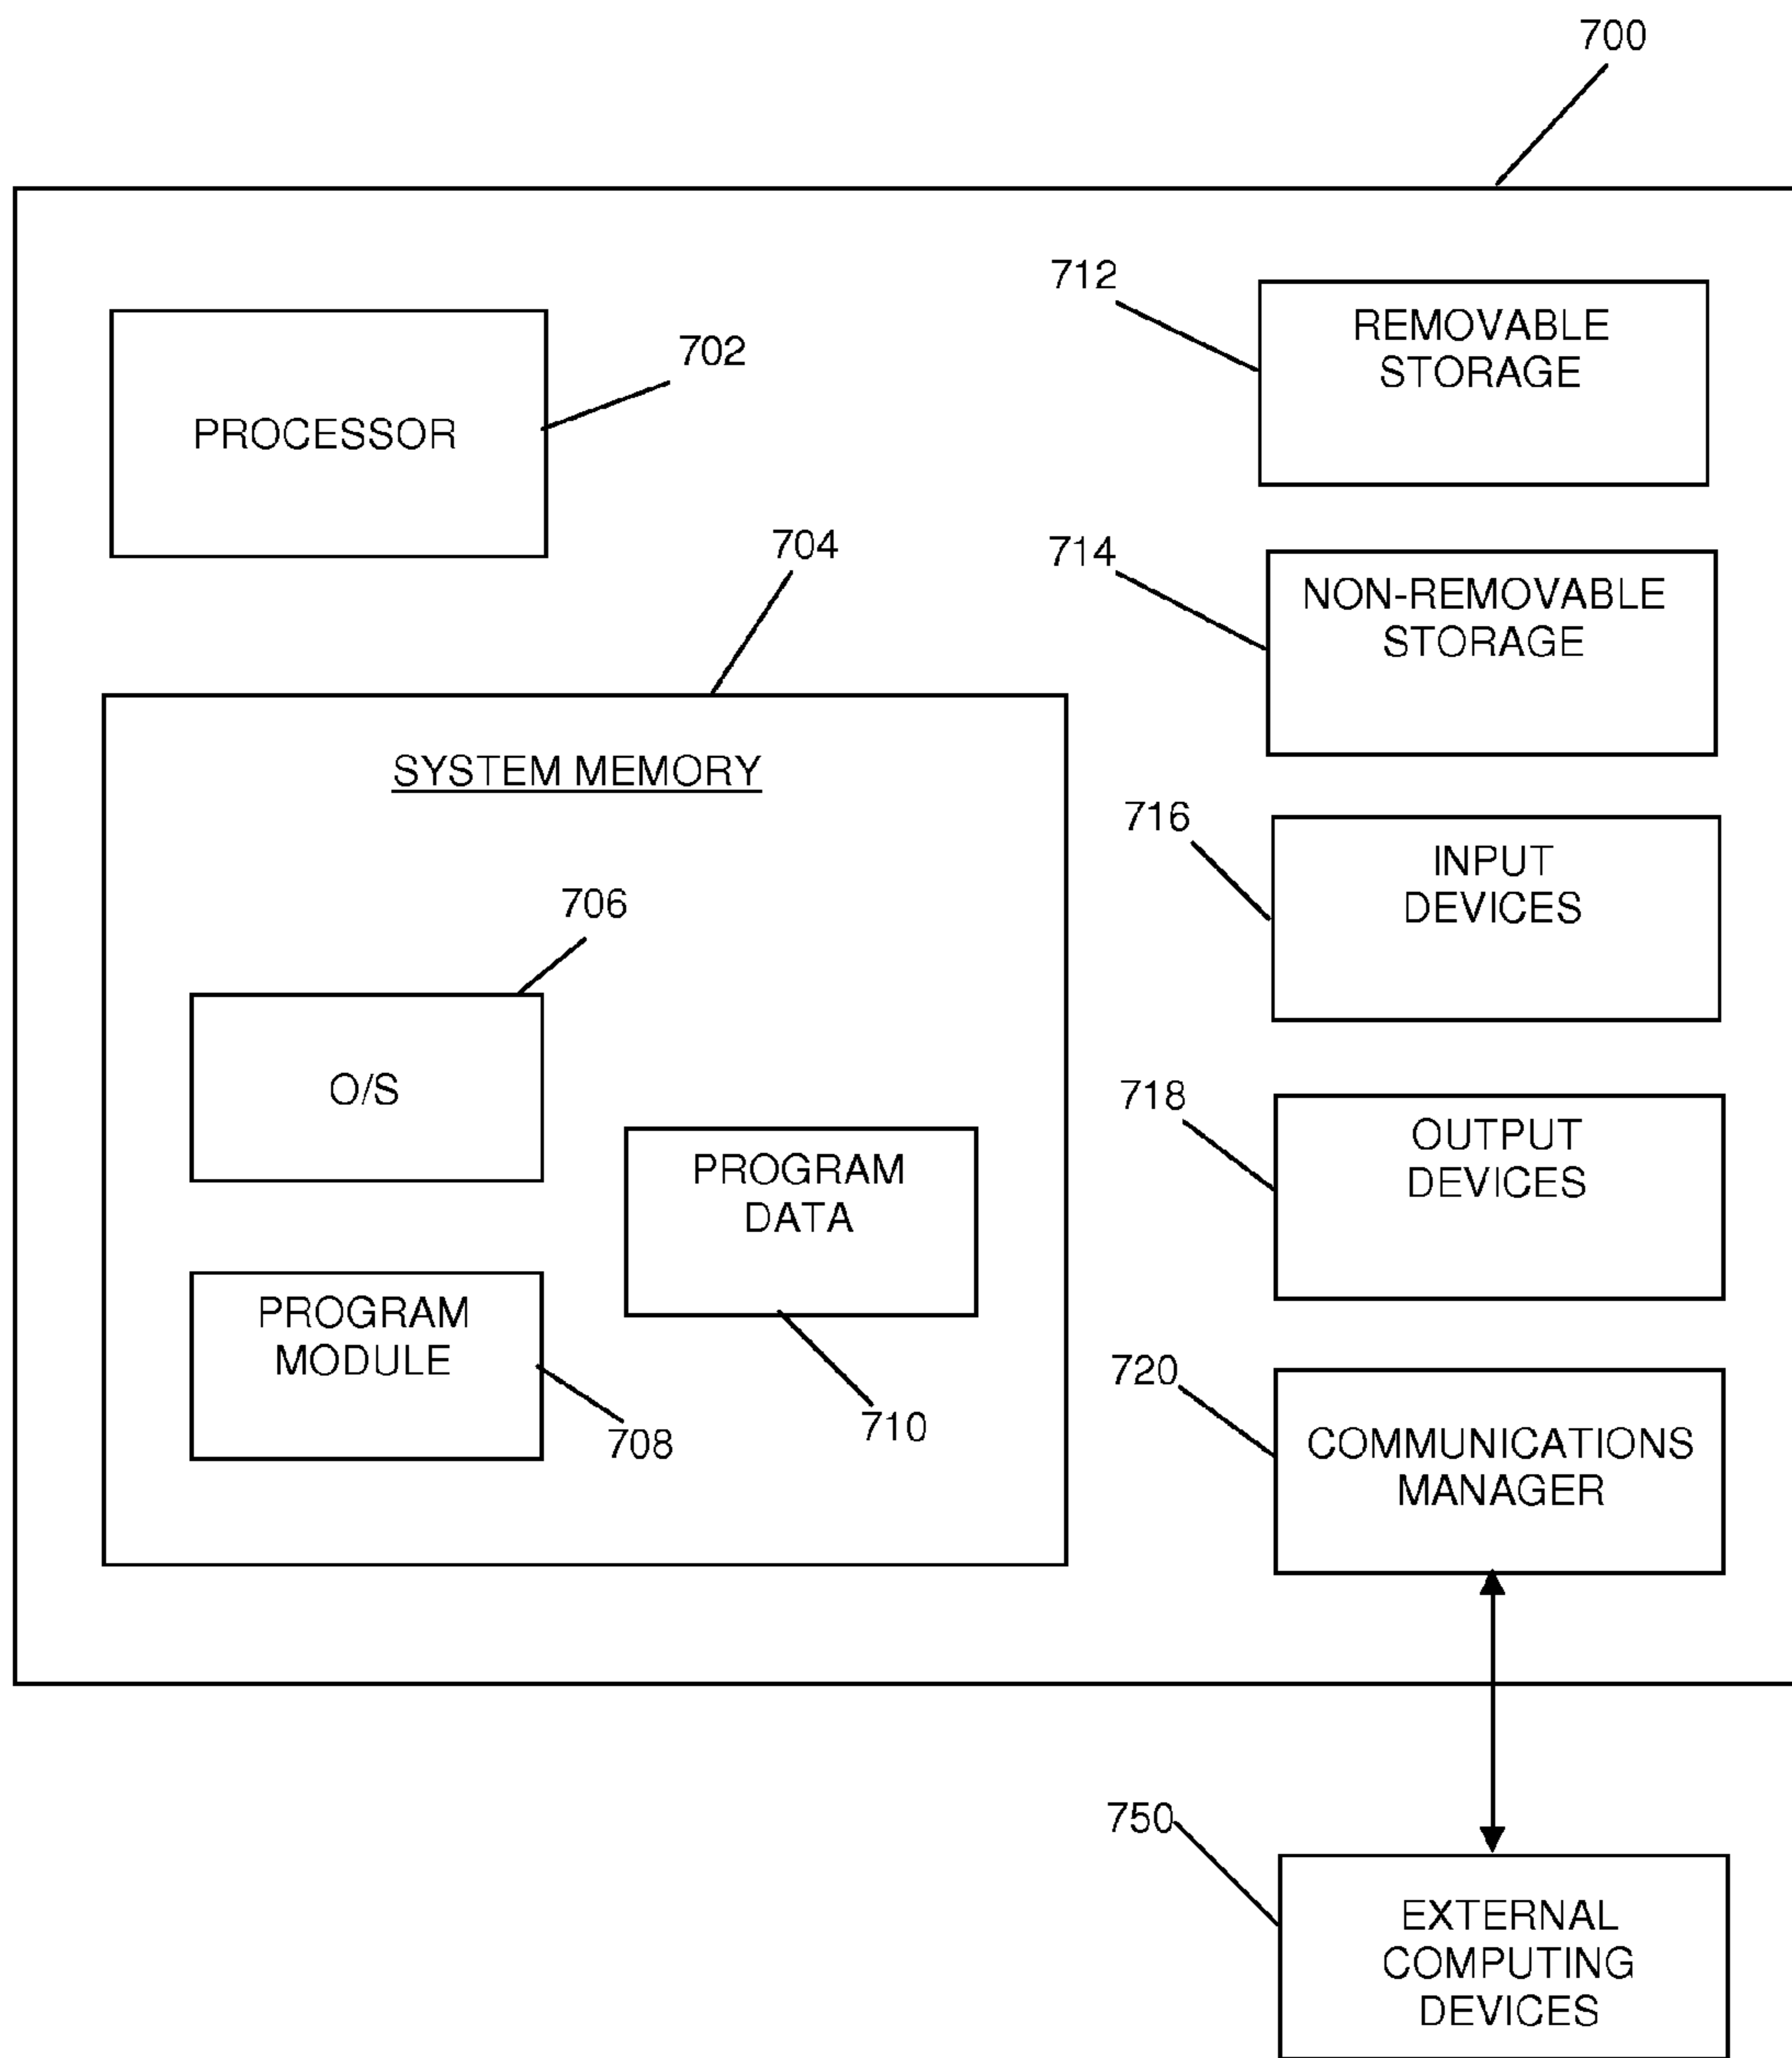 700
712
REMOVABLE
STORAGE
702
PROCESSOR
704
714
NON-REMOVABLE
STORAGE
SYSTEM MEMORY
716
INPUT
DEVICES
706
O/S
718
OUTPUT
DEVICES
PROGRAM
DATA
PROGRAM
MODULE
720
710
708
COMMUNICATIONS
MANAGER
750
EXTERNAL
COMPUTING
DEVICES